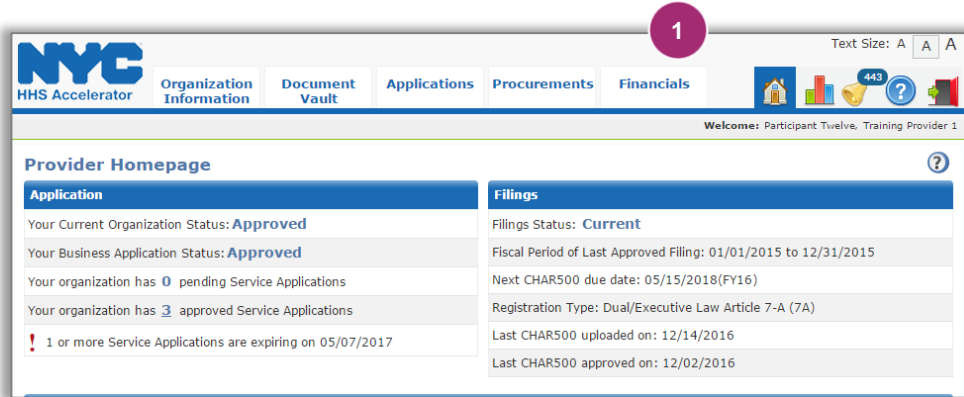 1
Text Size: A A A
NYC
HHS Accelerator
Organization Information
Document Vault
Applications
Procurements
Financials
443
?
Welcome: Participant Twelve, Training Provider 1
Provider Homepage
?
Application
Your Current Organization Status: Approved
Your Business Application Status: Approved
Your organization has 0 pending Service Applications
Your organization has 3 approved Service Applications
! 1 or more Service Applications are expiring on 05/07/2017
Filings
Filings Status: Current
Fiscal Period of Last Approved Filing: 01/01/2015 to 12/31/2015
Next CHAR500 due date: 05/15/2018(FY16)
Registration Type: Dual/Executive Law Article 7-A (7A)
Last CHAR500 uploaded on: 12/14/2016
Last CHAR500 approved on: 12/02/2016